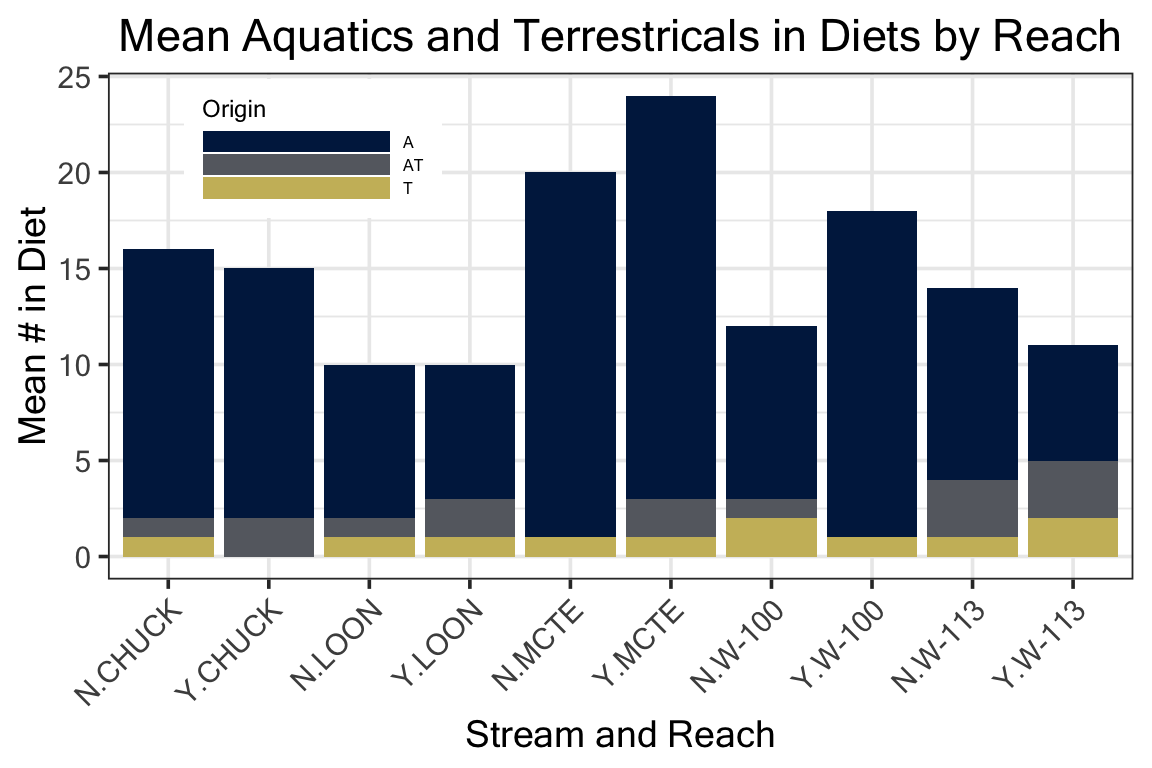 Mean Aquatics and Terrestricals in Diets by Reach
Origin
A
AT
T
Mean # in Diet
25
20
15
10
5
0
N.CHUCK
Y.CHUCK
N.LOON
Y.LOON
N.MCTE
Y.MCTE
N.W-100
Y.W-100
N.W-113
Y.W-113
Stream and Reach